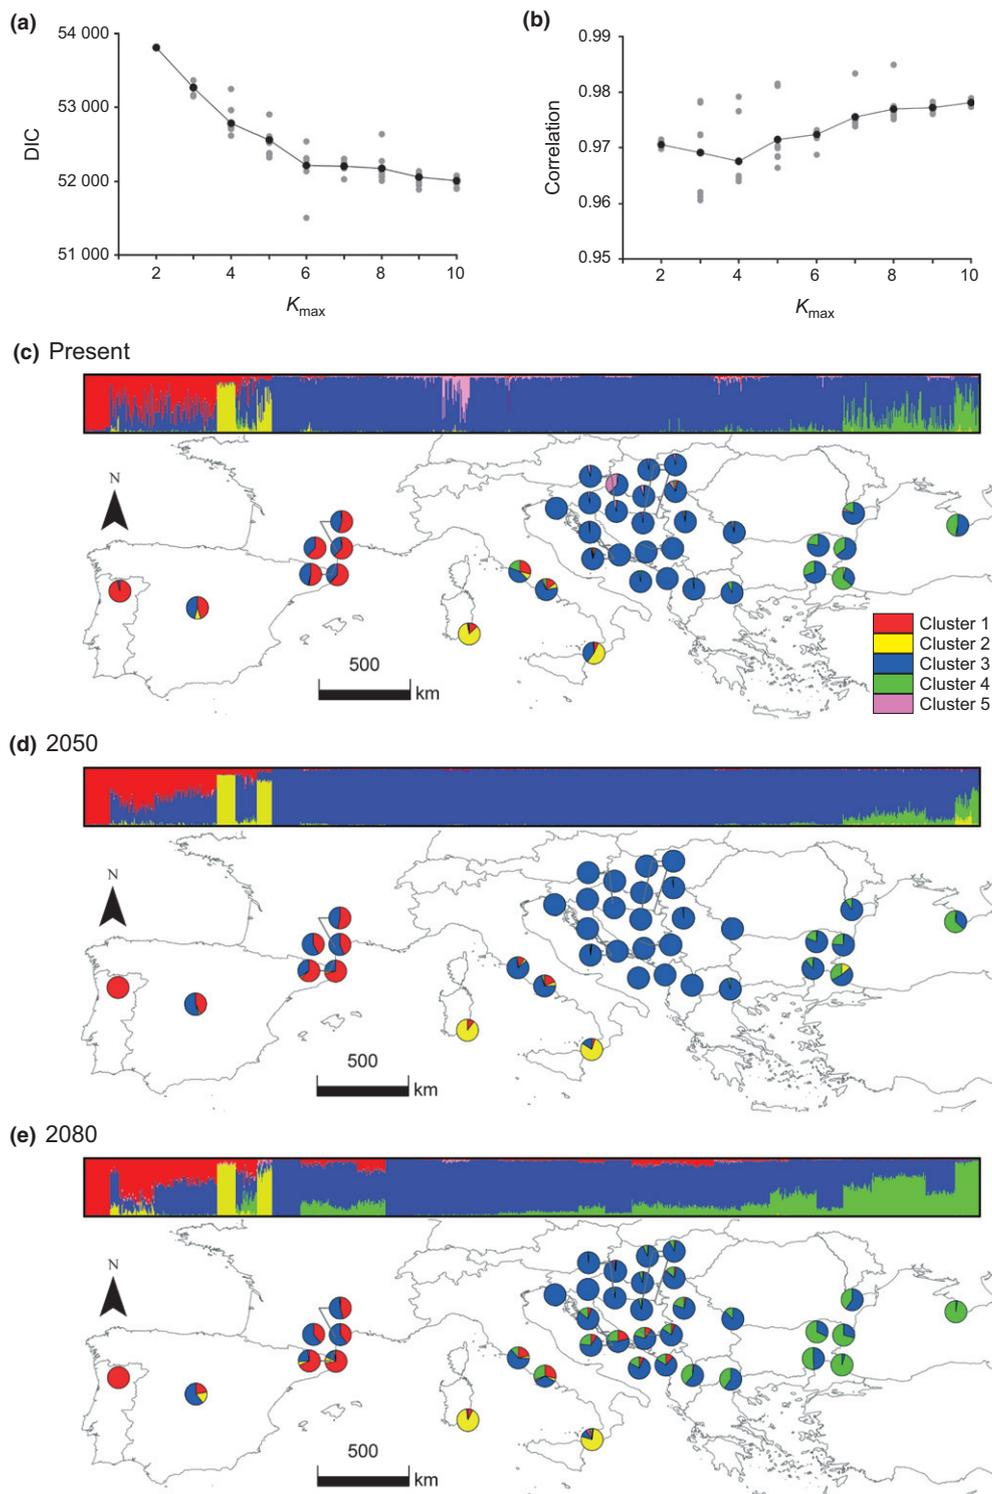 (a)
54 000
53 000
52 000
51 000
DIC
2 4 6 8 10
Kmax
(b)
0.99
0.98
0.97
0.96
0.95
Correlation
2 4 6 8 10
Kmax
(c) Present
N
500
km
Cluster 1
Cluster 2
Cluster 3
Cluster 4
Cluster 5
(d) 2050
N
500
km
(e) 2080
N
500
km